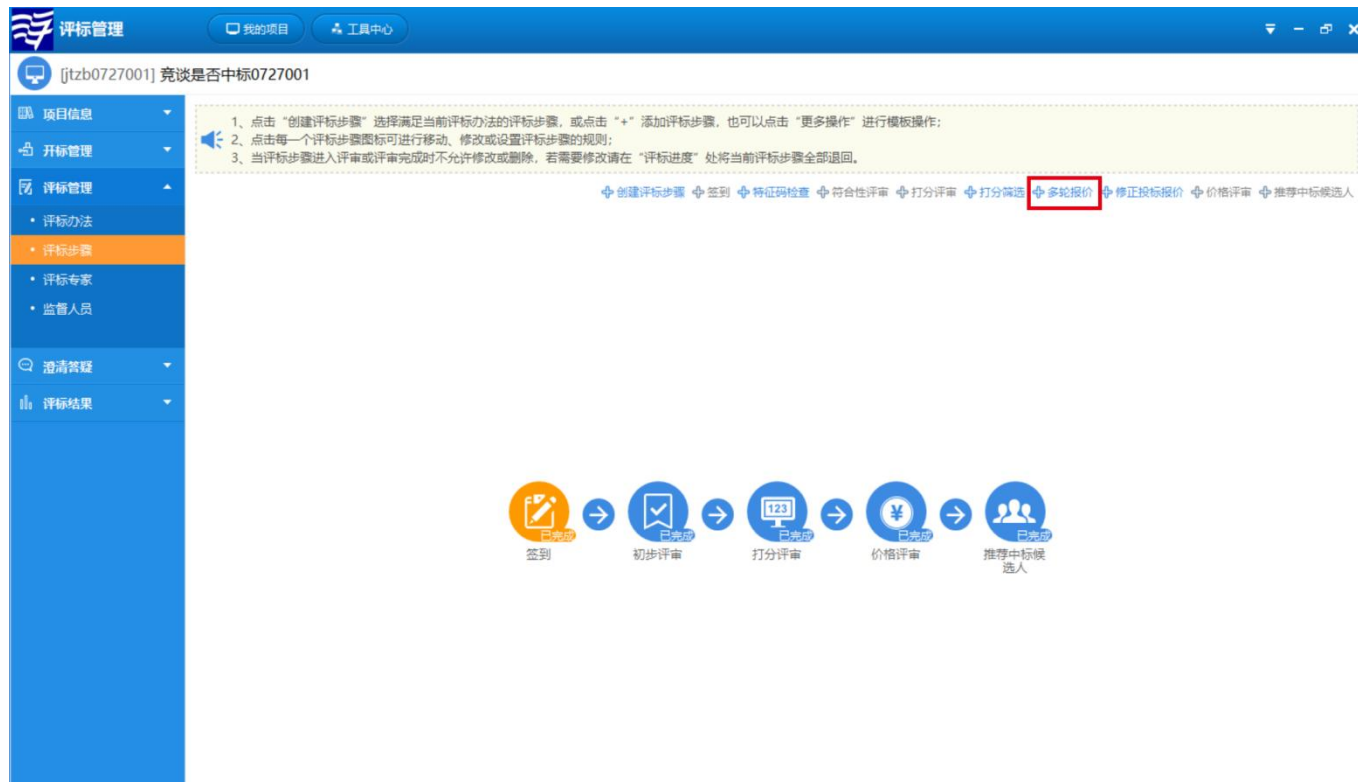 评标管理
我的项目
工具中心
[jtzb0727001] 竞谈是否中标0727001
项目信息
开标管理
评标管理
• 评标办法
• 评标步骤
• 评标专家
• 监督人员
澄清答疑
评标结果
1、点击“创建评标步骤”选择满足当前评标办法的评标步骤，或点击“+”添加评标步骤，也可以点击“更多操作”进行模板操作；
2、点击每一个评标步骤图标可进行移动、修改或设置评标步骤的规则；
3、当评标步骤进入评审或评审完成时不允许修改或删除，若需要修改请在“评标进度”处将当前评标步骤全部退回。
创建评标步骤 签到 特征码检查 符合性评审 打分评审 打分筛选 多轮报价 修正投标报价 价格评审 推荐中标候选人
123 ¥
已完成 已完成 已完成 已完成 已完成
签到 初步评审 打分评审 价格评审 推荐中标候
选人